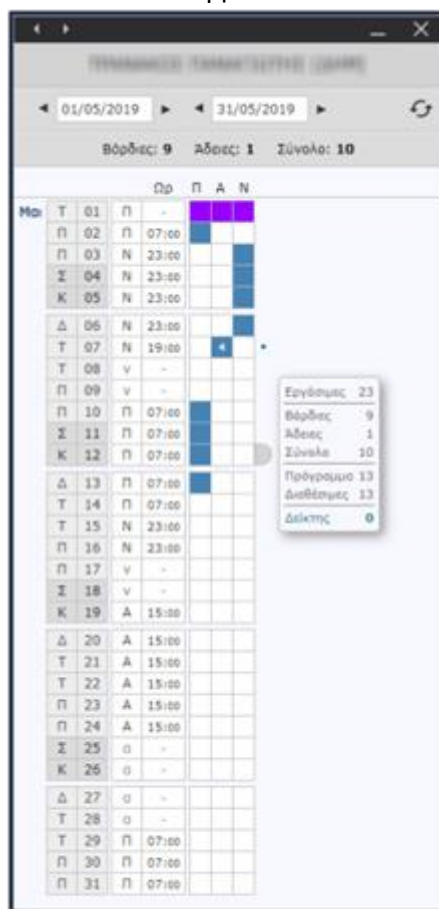 01/05/2019 31/05/2019
Βάρδιες: 9 Άδειες: 1 Σύνολο: 10
Ωρ Π Α Ν
Μαι Τ 01 Π -
Π 02 Π 07:00
Π 03 Ν 23:00
Σ 04 Ν 23:00
Κ 05 Ν 23:00
Δ 06 Ν 23:00
Τ 07 Ν 19:00
Τ 08 ν -
Π 09 ν -
Π 10 Π 07:00
Σ 11 Π 07:00
Κ 12 Π 07:00
Δ 13 Π 07:00
Τ 14 Π 07:00
Τ 15 Ν 23:00
Π 16 Ν 23:00
Π 17 ν -
Σ 18 ν -
Κ 19 Α 15:00
Δ 20 Α 15:00
Τ 21 Α 15:00
Τ 22 Α 15:00
Π 23 Α 15:00
Π 24 Α 15:00
Σ 25 α -
Κ 26 α -
Δ 27 α -
Τ 28 α -
Τ 29 Π 07:00
Π 30 Π 07:00
Π 31 Π 07:00
Εργάσιμες 23
Βάρδιες 9
Άδειες 1
Σύνολο 10
Πρόγραμμα 13
Διαθέσιμες 13
Δείκτης 0